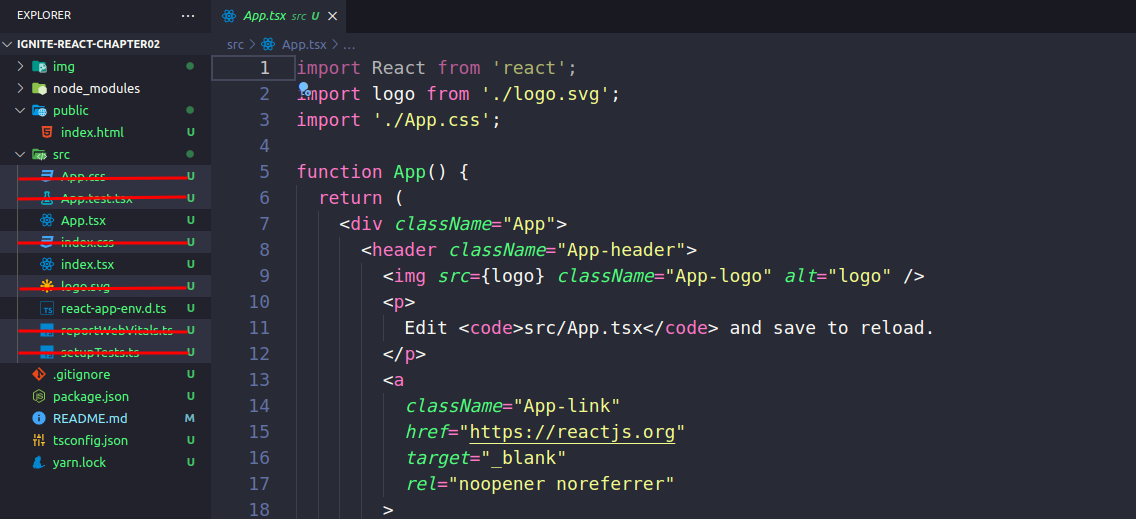 EXPLORER ···
IGNITE-REACT-CHAPTER02
img
node_modules
public
index.html U
src
App.css U
App.test.tsx U
App.tsx U
index.css U
index.tsx U
logo.svg U
react-app-env.d.ts U
reportWebVitals.ts U
setupTests.ts U
.gitignore U
package.json U
README.md M
tsconfig.json U
yarn.lock U
App.tsx src U ×
src > App.tsx > ...
1 import React from 'react';
2 import logo from './logo.svg';
3 import './App.css';
4
5 function App() {
6 return (
7 <div className="App">
8 <header className="App-header">
9 <img src={logo} className="App-logo" alt="logo" />
10 <p>
11 Edit <code>src/App.tsx</code> and save to reload.
12 </p>
13 <a
14 className="App-link"
15 href="https://reactjs.org"
16 target="_blank"
17 rel="noopener noreferrer"
18 >